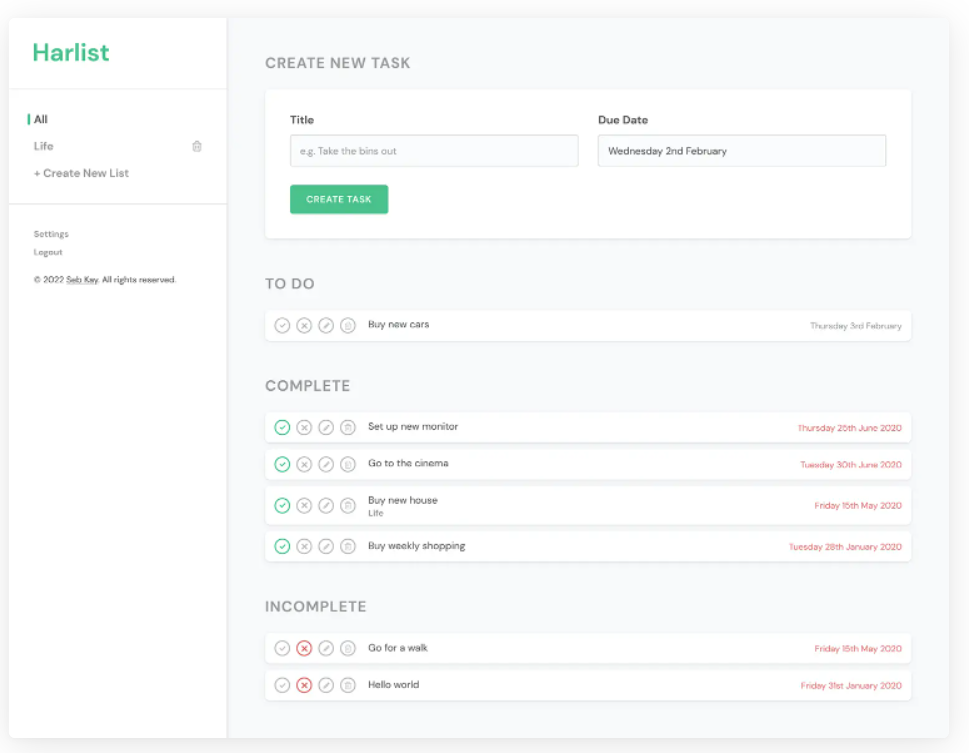 Harlist
All
Life
+ Create New List
Settings
Logout
© 2022 Seb Kay. All rights reserved.
CREATE NEW TASK
Title
Due Date
e.g. Take the bins out
Wednesday 2nd February
CREATE TASK
TO DO
Buy new cars
Thursday 3rd February
COMPLETE
Set up new monitor
Thursday 25th June 2020
Go to the cinema
Tuesday 30th June 2020
Buy new house
Life
Friday 15th May 2020
Buy weekly shopping
Tuesday 28th January 2020
INCOMPLETE
Go for a walk
Friday 15th May 2020
Hello world
Friday 31st January 2020